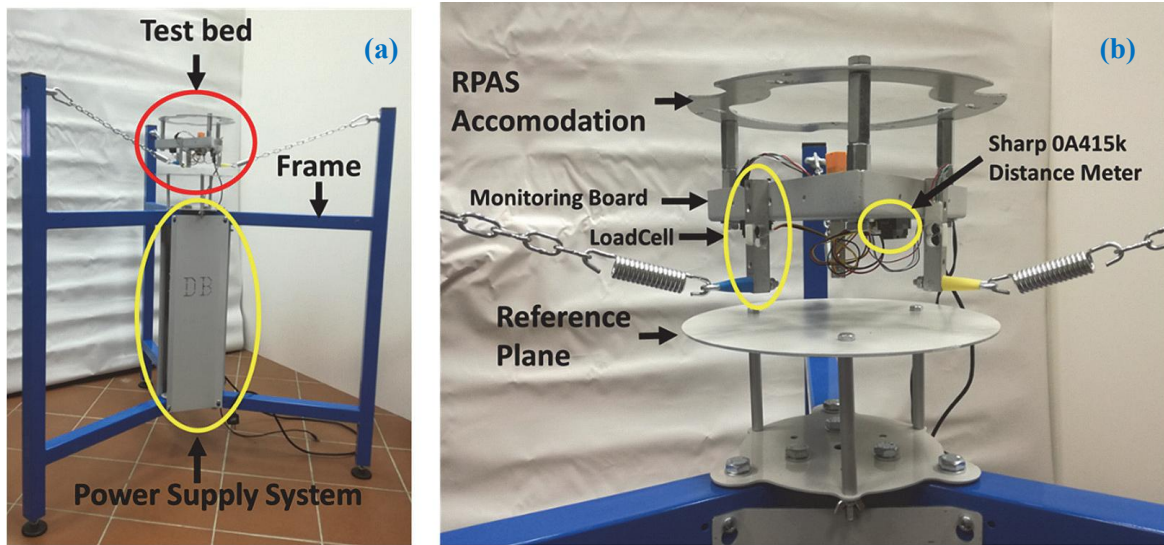 Test bed
(a)
Frame
DB
Power Supply System
(b)
RPAS
Accomodation
Sharp 0A415k
Distance Meter
Monitoring Board
LoadCell
Reference
Plane